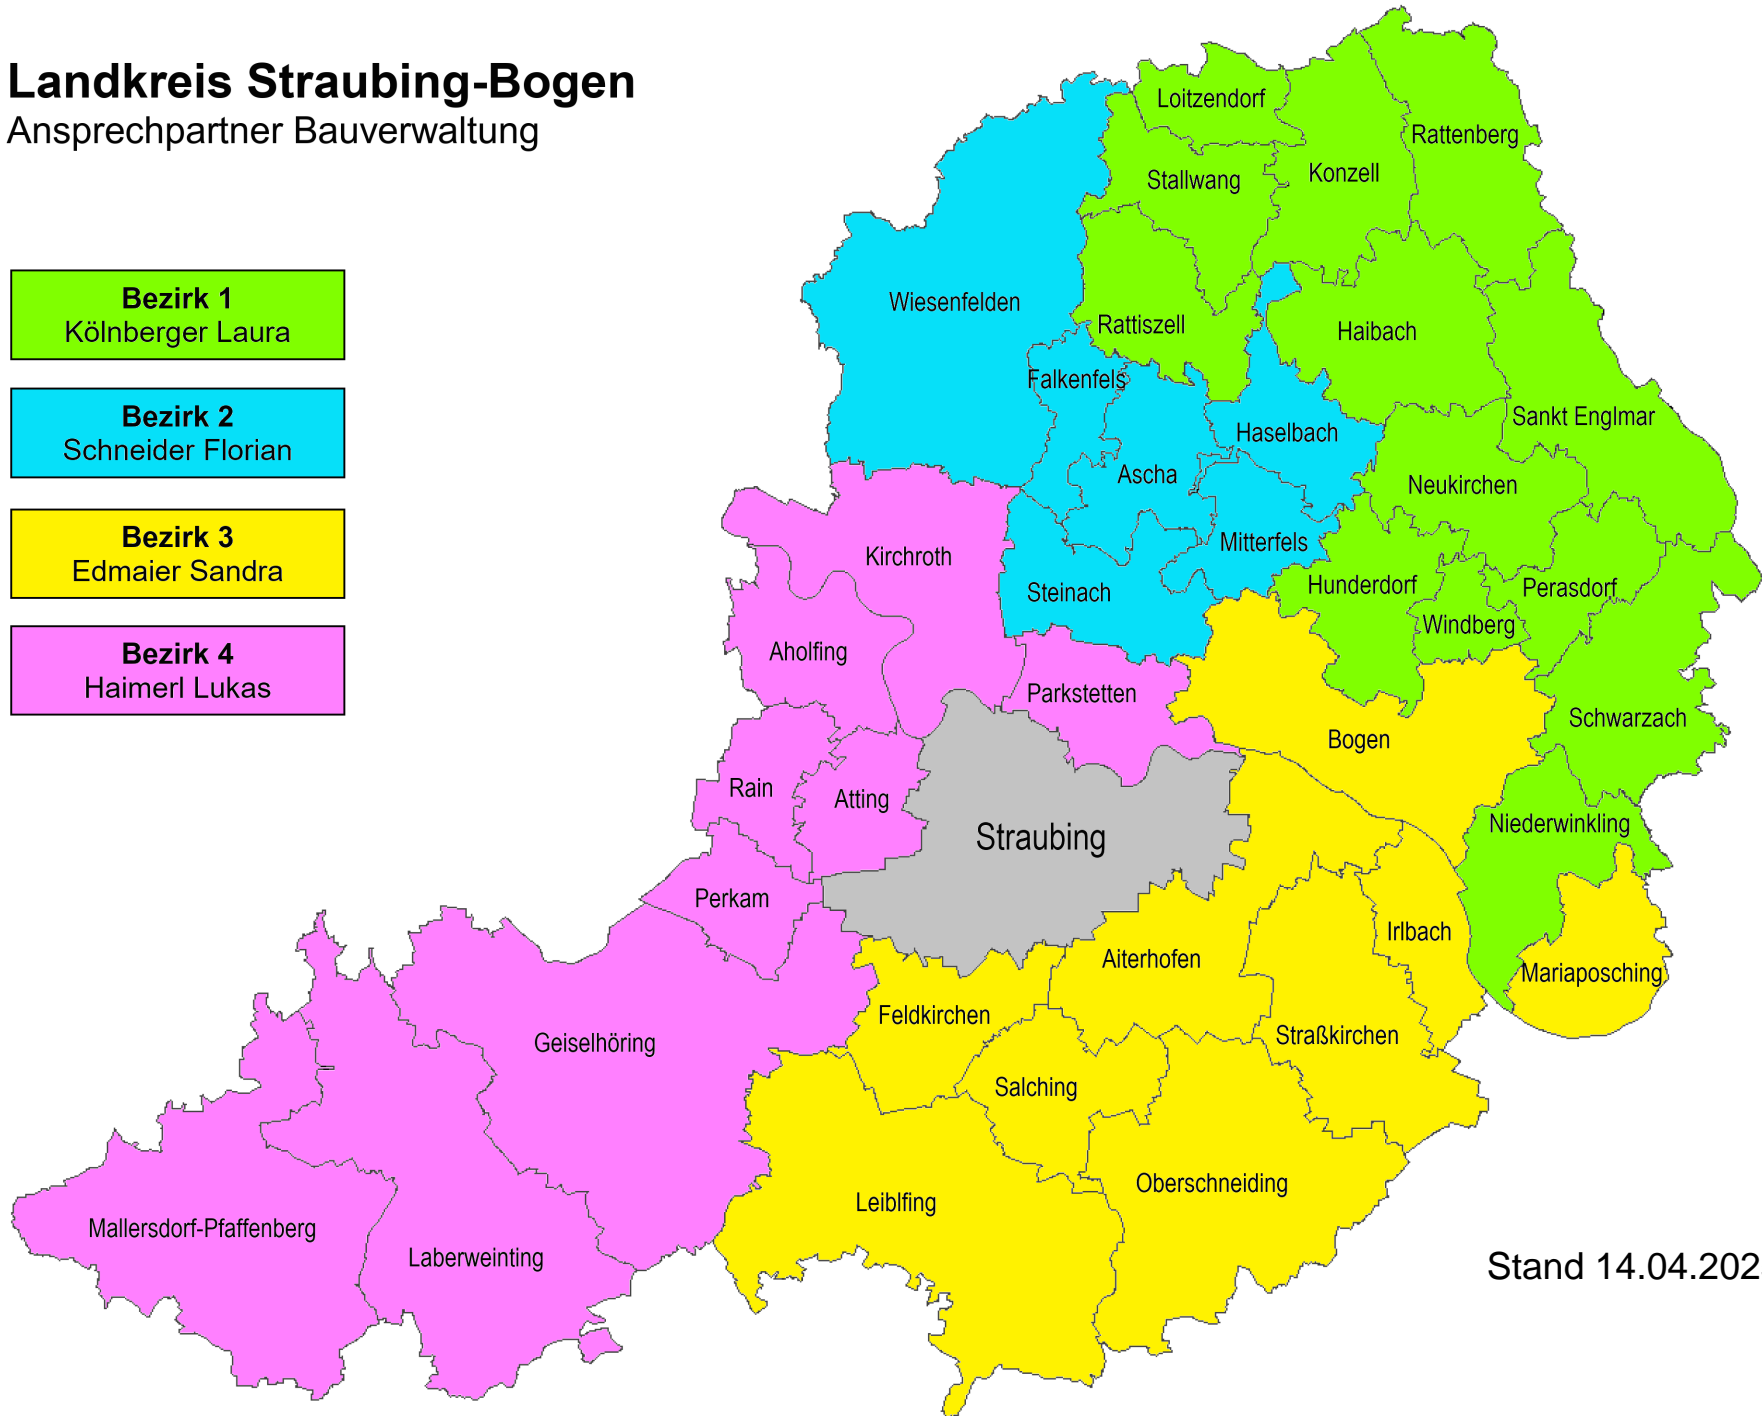 Landkreis Straubing-Bogen
Ansprechpartner Bauverwaltung
Bezirk 1
Kölnberger Laura
Bezirk 2
Schneider Florian
Bezirk 3
Edmaier Sandra
Bezirk 4
Haimerl Lukas
Loitzendorf
Rattenberg
Konzell
Stallwang
Wiesenfelden
Rattiszell
Haibach
Falkenfels
Sankt Englmar
Haselbach
Ascha
Neukirchen
Mitterfels
Kirchroth
Hunderdorf
Perasdorf
Steinach
Windberg
Aholfing
Parkstetten
Schwarzach
Bogen
Rain
Atting
Niederwinkling
Straubing
Perkam
Irlbach
Aiterhofen
Mariaposching
Feldkirchen
Straßkirchen
Geiselhöring
Salching
Oberschneiding
Leiblfing
Mallersdorf-Pfaffenberg
Laberweinting
Stand 14.04.202